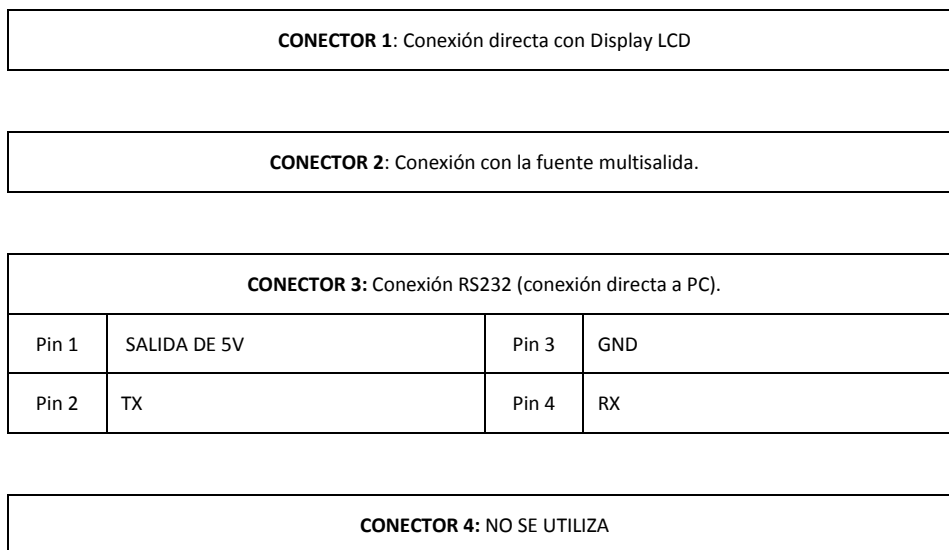 CONECTOR 1: Conexión directa con Display LCD
CONECTOR 2: Conexión con la fuente multisalida.
CONECTOR 3: Conexión RS232 (conexión directa a PC).
Pin 1 SALIDA DE 5V Pin 3 GND
Pin 2 TX Pin 4 RX
CONECTOR 4: NO SE UTILIZA